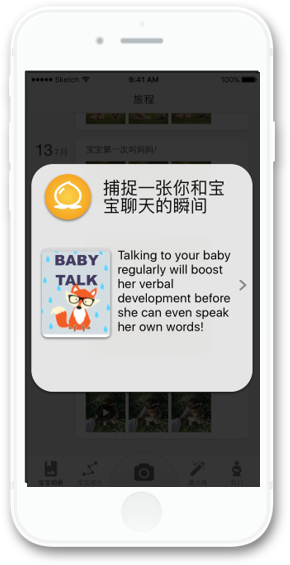 Sketch 9:41 AM 100%
旅程
13 7月
宝宝第一次叫妈妈!
捕捉一张你和宝
宝聊天的瞬间
BABY
TALK
Talking to your baby
regularly will boost
her verbal
development before
she can even speak
her own words!